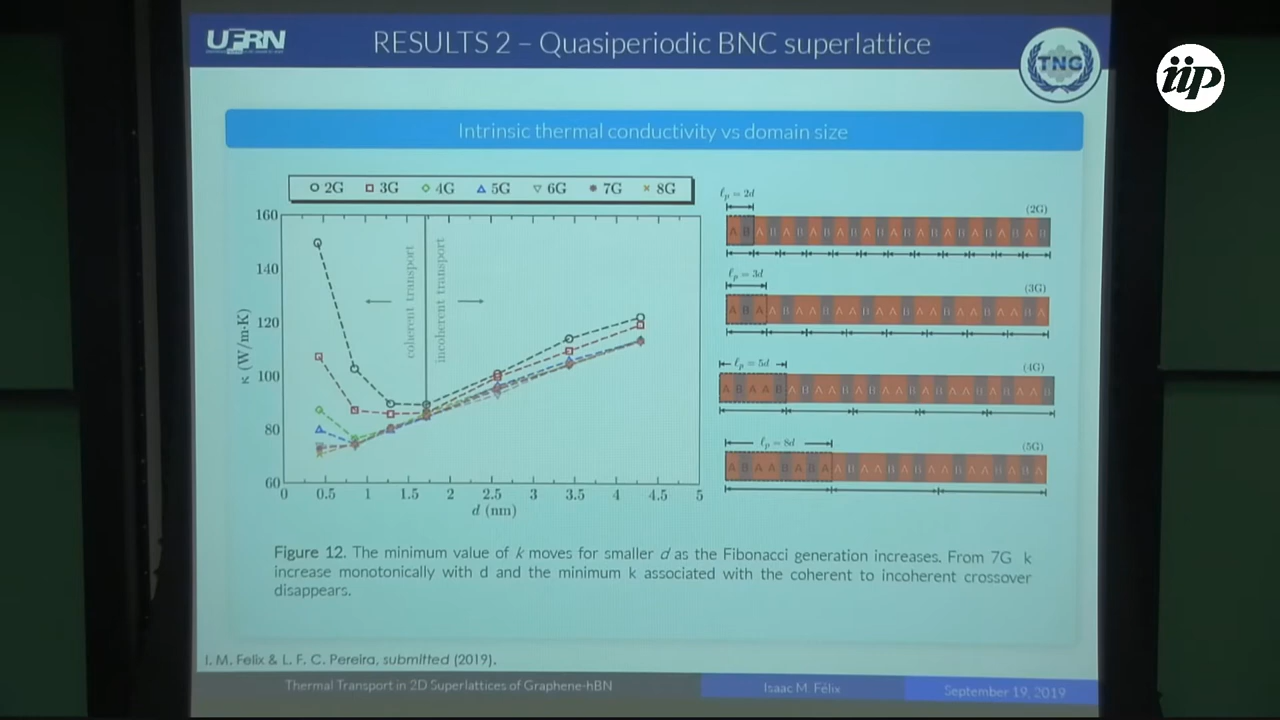 UFRN
RESULTS 2 – Quasiperiodic BNC superlattice
TNG
iip
Intrinsic thermal conductivity vs domain size
2G 3G 4G 5G 6G 7G 8G
160
140
120
100
80
60
κ (W/m·K)
coherent transport
incoherent transport
0 0.5 1 1.5 2 2.5 3 3.5 4 4.5 5
d (nm)
ℓp = 2d
(2G)
A B A B A B A B A B A B A B A B A B A B A B A B
ℓp = 3d
(3G)
A B A A B A A B A A B A A B A A B A A B A A B A
ℓp = 5d
(4G)
A B A A B A B A A B A B A A B A B A A B A B A A B
ℓp = 8d
(5G)
A B A A B A B A A B A A B A B A A B A A B A B A
Figure 12. The minimum value of k moves for smaller d as the Fibonacci generation increases. From 7G k
increase monotonically with d and the minimum k associated with the coherent to incoherent crossover
disappears.
I. M. Felix & L. F. C. Pereira, submitted (2019).
Thermal Transport in 2D Superlattices of Graphene-hBN
Isaac M. Félix
September 19, 2019